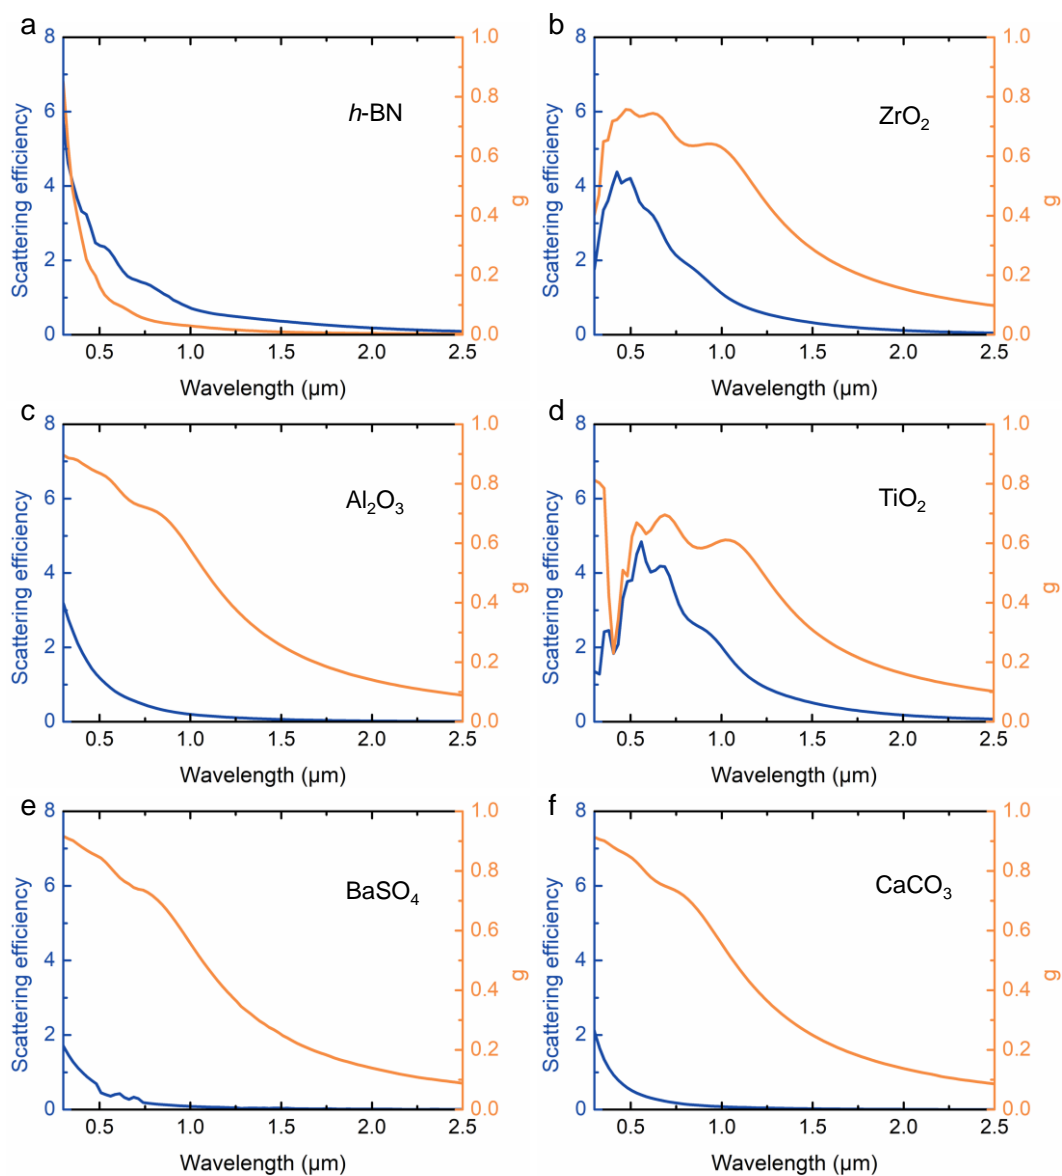 a
8
6
4
2
0
Scattering efficiency
h-BN
1.0
0.8
0.6
0.4
0.2
0.0
g
0.5 1.0 1.5 2.0 2.5
Wavelength (µm)
b
8
6
4
2
0
Scattering efficiency
ZrO₂
1.0
0.8
0.6
0.4
0.2
0.0
g
0.5 1.0 1.5 2.0 2.5
Wavelength (µm)
c
8
6
4
2
0
Scattering efficiency
Al₂O₃
1.0
0.8
0.6
0.4
0.2
0.0
g
0.5 1.0 1.5 2.0 2.5
Wavelength (µm)
d
8
6
4
2
0
Scattering efficiency
TiO₂
1.0
0.8
0.6
0.4
0.2
0.0
g
0.5 1.0 1.5 2.0 2.5
Wavelength (µm)
e
8
6
4
2
0
Scattering efficiency
BaSO₄
1.0
0.8
0.6
0.4
0.2
0.0
g
0.5 1.0 1.5 2.0 2.5
Wavelength (µm)
f
8
6
4
2
0
Scattering efficiency
CaCO₃
1.0
0.8
0.6
0.4
0.2
0.0
g
0.5 1.0 1.5 2.0 2.5
Wavelength (µm)